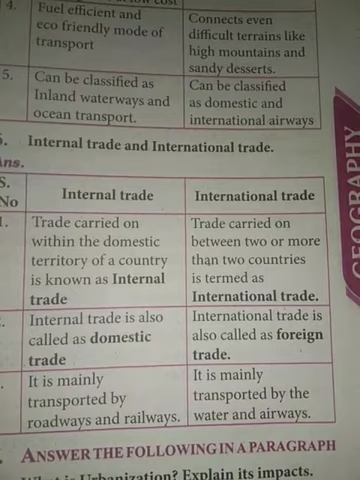 low cost
4.
Fuel efficient and
eco friendly mode of
transport
Connects even
difficult terrains like
high mountains and
sandy desserts.
5.
Can be classified as
Inland waterways and
ocean transport.
Can be classified
as domestic and
international airways
Internal trade and International trade.
Ans.
S.
No
Internal trade
International trade
1.
Trade carried on
within the domestic
territory of a country
is known as Internal
trade
Trade carried on
between two or more
than two countries
is termed as
International trade.
Internal trade is also
called as domestic
trade
International trade is
also called as foreign
trade.
It is mainly
transported by
roadways and railways.
It is mainly
transported by the
water and airways.
ANSWER THE FOLLOWING IN A PARAGRAPH
What is Urbanization? Explain its impacts.
GEOGRAPHY